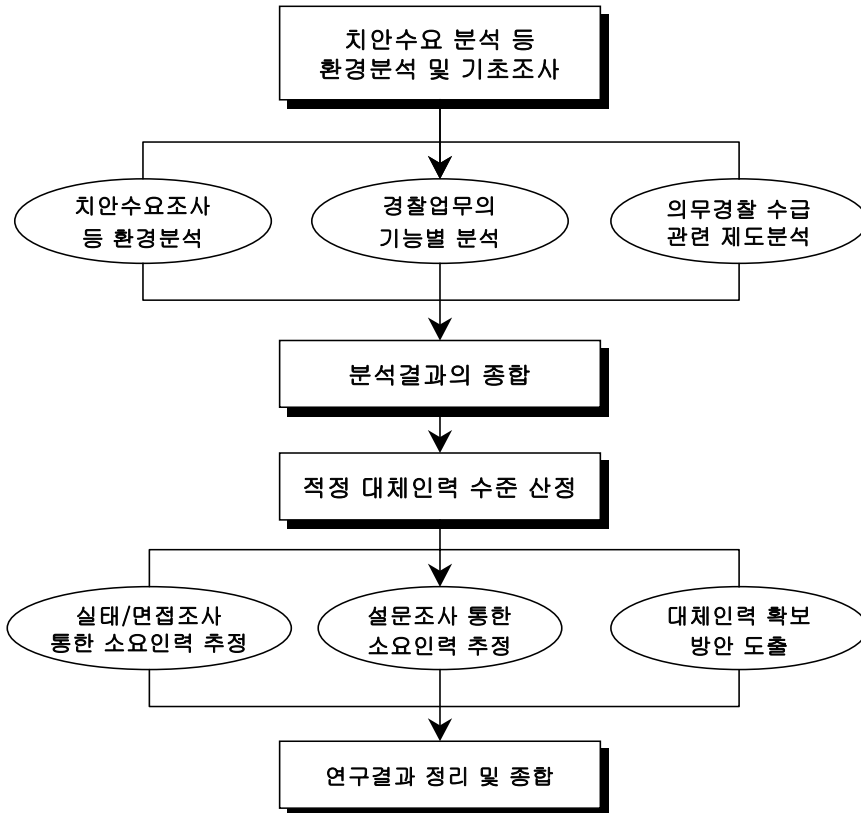 치안수요 분석 등
환경분석 및 기초조사
치안수요조사
등 환경분석
경찰업무의
기능별 분석
의무경찰 수급
관련 제도분석
분석결과의 종합
적정 대체인력 수준 산정
실태/면접조사
통한 소요인력 추정
설문조사 통한
소요인력 추정
대체인력 확보
방안 도출
연구결과 정리 및 종합